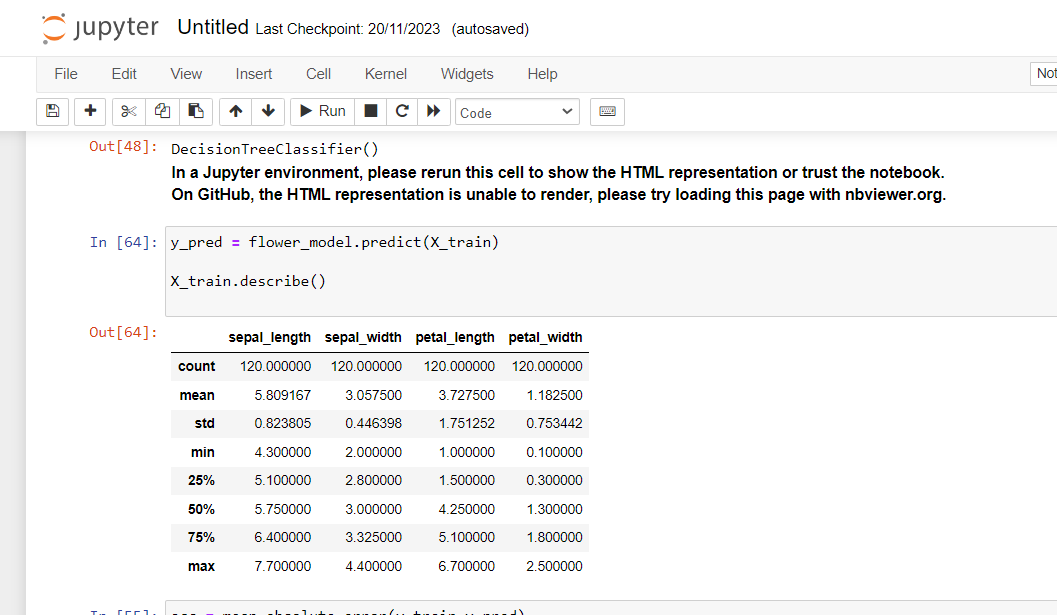 jupyter Untitled Last Checkpoint: 20/11/2023 (autosaved)
File Edit View Insert Cell Kernel Widgets Help Not
Run Code
Out[48]: DecisionTreeClassifier()
In a Jupyter environment, please rerun this cell to show the HTML representation or trust the notebook.
On GitHub, the HTML representation is unable to render, please try loading this page with nbviewer.org.
In [64]: y_pred = flower_model.predict(X_train)
X_train.describe()
Out[64]:
sepal_length sepal_width petal_length petal_width
count 120.000000 120.000000 120.000000 120.000000
mean 5.809167 3.057500 3.727500 1.182500
std 0.823805 0.446398 1.751252 0.753442
min 4.300000 2.000000 1.000000 0.100000
25% 5.100000 2.800000 1.500000 0.300000
50% 5.750000 3.000000 4.250000 1.300000
75% 6.400000 3.325000 5.100000 1.800000
max 7.700000 4.400000 6.700000 2.500000
In [55]: = mean_absolute_error(y_train,y_pred)